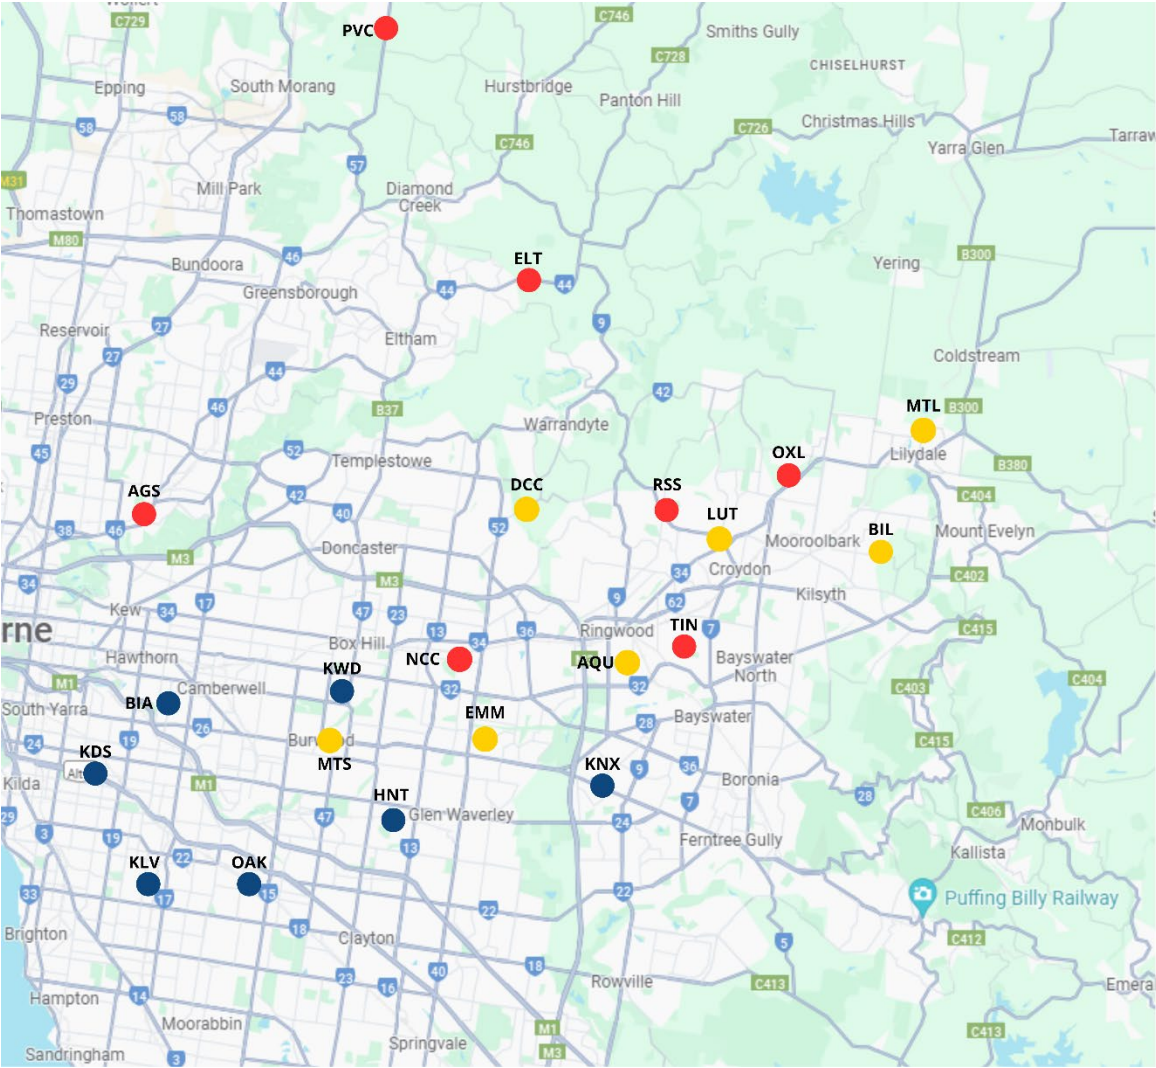 C729
C746
PVC
Smiths Gully
C728
CHISELHURST
Epping
South Morang
Hurstbridge
Panton Hill
58
58
C746
C726
Christmas Hills
Yarra Glen
Tarraw
57
M31
Mill Park
Diamond
Creek
Thomastown
M80
46
Bundoora
ELT
Yering
B300
Greensborough
44
44
Reservoir
27
9
27
Eltham
Coldstream
29
44
42
46
B37
MTL
B300
Preston
Warrandyte
45
52
Templestowe
OXL
Lilydale
B380
AGS
42
DCC
RSS
C404
38
46
40
52
LUT
BIL
Mount Evelyn
M3
Doncaster
Mooroolbark
34
M3
34
Croydon
C402
Kew
34
17
47
23
9
62
Kilsyth
rne
13
34
36
Ringwood
TIN
7
C415
Hawthorn
Box Hill
NCC
AQU
Bayswater
North
M1
Camberwell
KWD
32
32
C403
C404
South Yarra
BIA
EMM
Bayswater
24
19
26
Burwood
28
C415
KDS
MTS
KNX
9
36
Kilda
Alt
M1
Boronia
HNT
7
28
29
47
Glen Waverley
24
C406
3
19
13
Ferntree Gully
Monbulk
KLV
22
OAK
Kallista
33
17
15
22
22
Puffing Billy Railway
Brighton
18
Clayton
5
C412
23
40
18
Rowville
C413
Hampton
14
16
Emera
Moorabbin
M1
C413
Springvale
M3
Sandringham
3